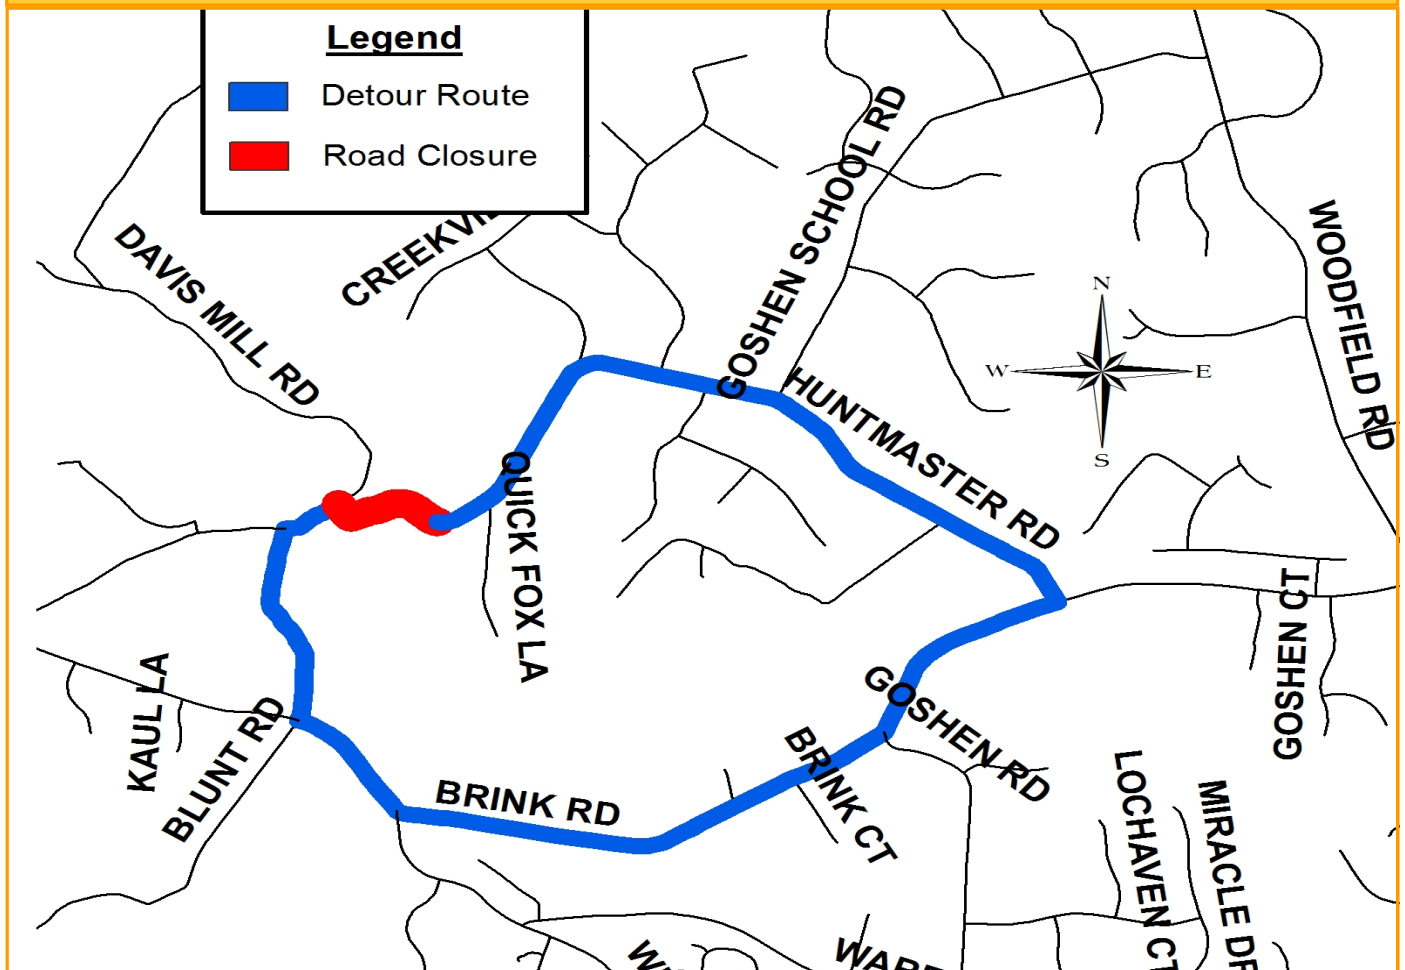 Legend
Detour Route
Road Closure
GOSHEN SCHOOL RD
DAVIS MILL RD
WOODFIELD RD
N
W
E
S
HUNTMASTER RD
QUICK FOX LA
GOSHEN CT
KAUL LA
BLUNT RD
GOSHEN RD
BRINK RD
BRINK CT
LOCHAVEN CT
MIRACLE DR